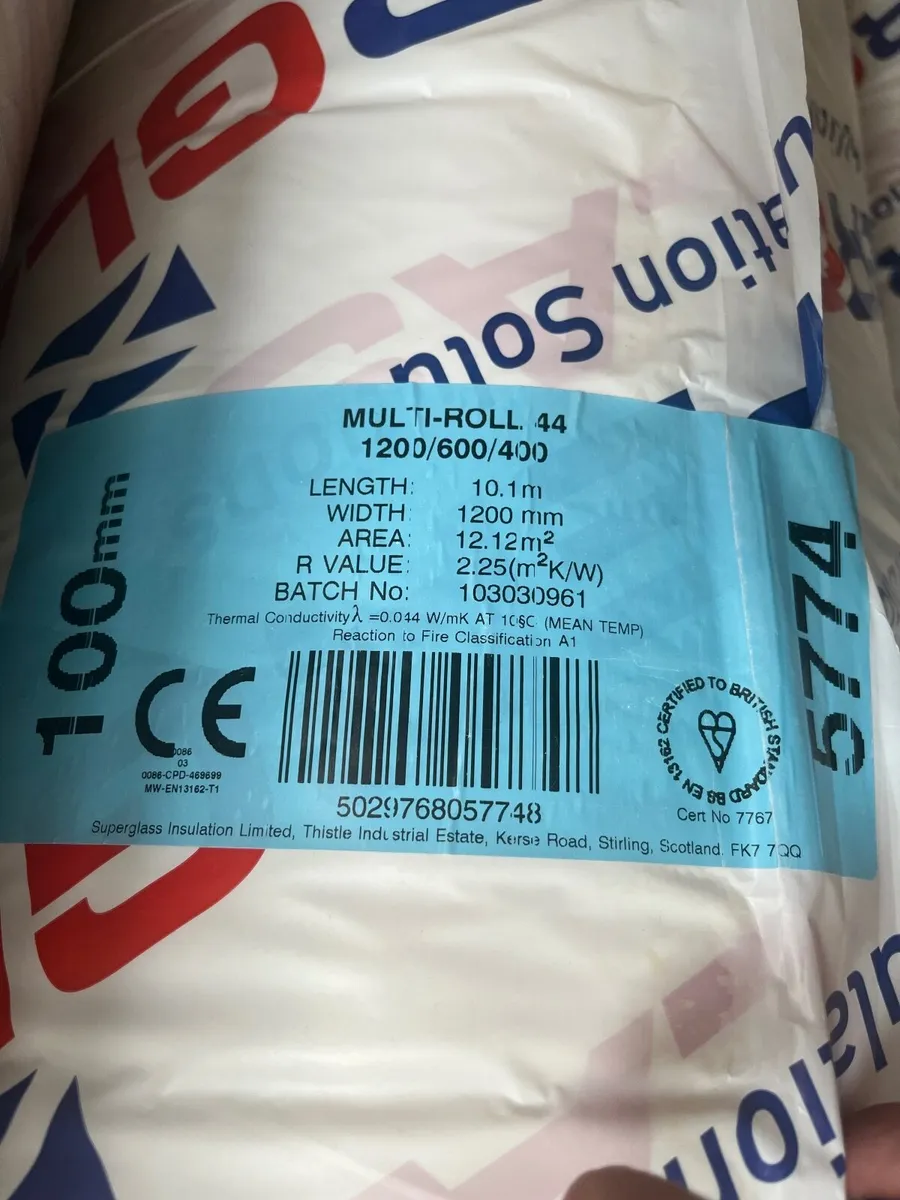 GL
ation Solu
MULTI-ROLL 44
1200/600/400
LENGTH: 10.1m
WIDTH: 1200 mm
AREA: 12.12m²
R VALUE: 2.25(m²K/W)
BATCH No: 103030961
Thermal Conductivity λ =0.044 W/mK AT 10§C (MEAN TEMP)
Reaction to Fire Classification A1
100mm
5774
CE
0086
03
0086-CPD-469699
MW-EN13162-T1
CERTIFIED TO BRITISH STANDARD BS EN 13162
Cert No 7767
5029768057748
Superglass Insulation Limited, Thistle Industrial Estate, Kersie Road, Stirling, Scotland. FK7 7QQ
ulation